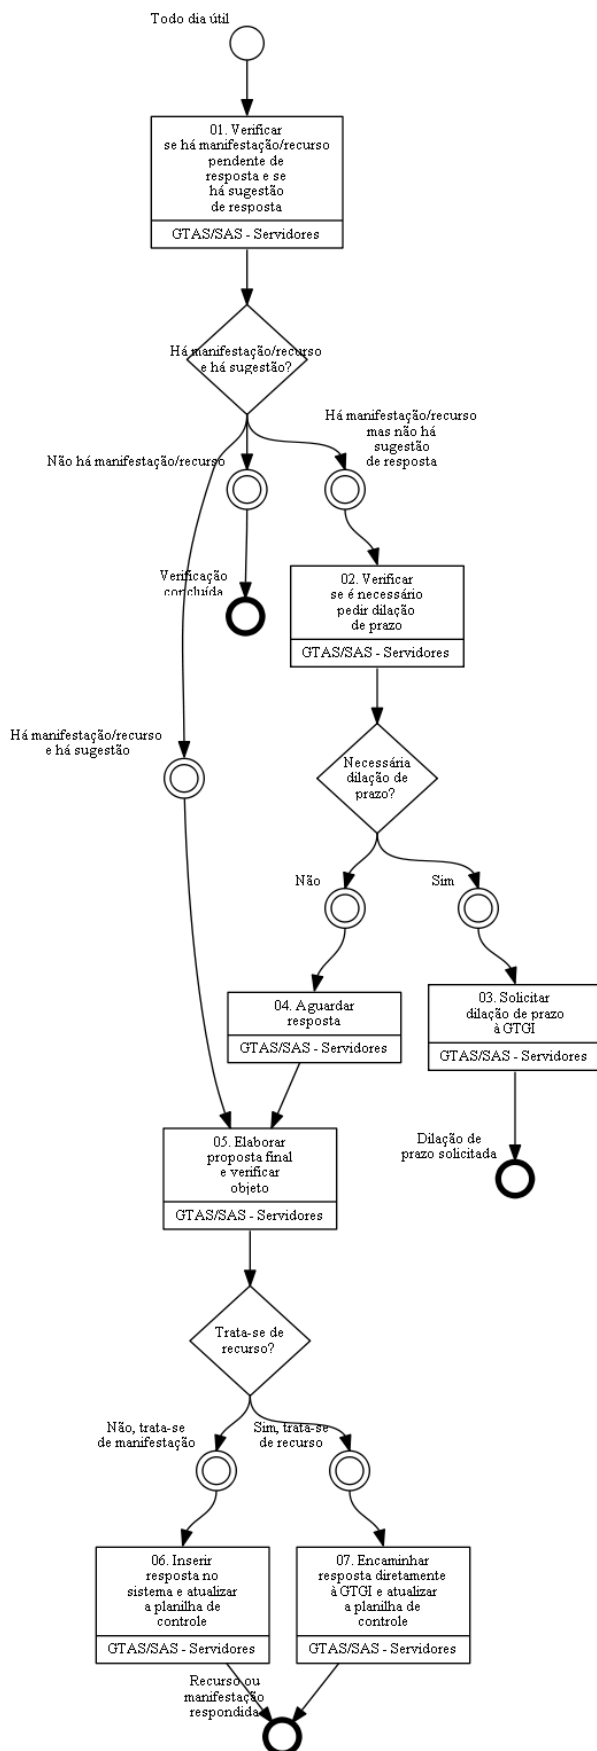 Todo dia útil
01. Verificar
se há manifestação/recurso
pendente de
resposta e se
há sugestão
de resposta
GTAS/SAS - Servidores
Há manifestação/recurso
e há sugestão?
Há manifestação/recurso
mas não há
sugestão
de resposta
Não há manifestação/recurso
Verificação
concluída
02. Verificar
se é necessário
pedir dilação
de prazo
GTAS/SAS - Servidores
Há manifestação/recurso
e há sugestão
Necessária
dilação de
prazo?
Não
Sim
04. Aguardar
resposta
GTAS/SAS - Servidores
03. Solicitar
dilação de prazo
à GTGI
GTAS/SAS - Servidores
05. Elaborar
proposta final
e verificar
objeto
GTAS/SAS - Servidores
Dilação de
prazo solicitada
Trata-se de
recurso?
Não, trata-se
de manifestação
Sim, trata-se
de recurso
06. Inserir
resposta no
sistema e atualizar
a planilha de
controle
GTAS/SAS - Servidores
07. Encaminhar
resposta diretamente
à GTGI e atualizar
a planilha de
controle
GTAS/SAS - Servidores
Recurso ou
manifestação
respondida